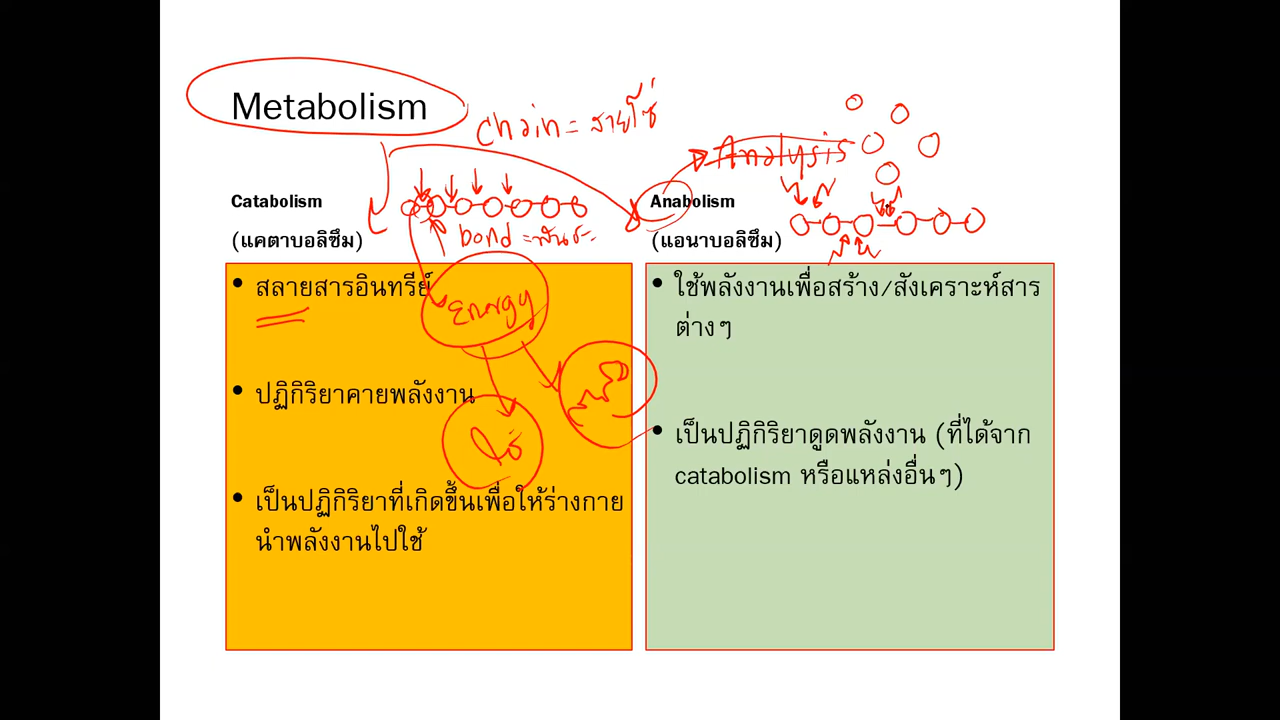 Metabolism
Chain = สายโซ่
Analysis
Catabolism
(แคตาบอลิซึม)
bond = พันธะ
Anabolism
(แอนาบอลิซึม)
• สลายสารอินทรีย์
Energy
• ปฏิกิริยาคายพลังงาน
ใช้
• เป็นปฏิกิริยาที่เกิดขึ้นเพื่อให้ร่างกาย
นำพลังงานไปใช้
• ใช้พลังงานเพื่อสร้าง/สังเคราะห์สาร
ต่างๆ
• เป็นปฏิกิริยาดูดพลังงาน (ที่ได้จาก
catabolism หรือแหล่งอื่นๆ)